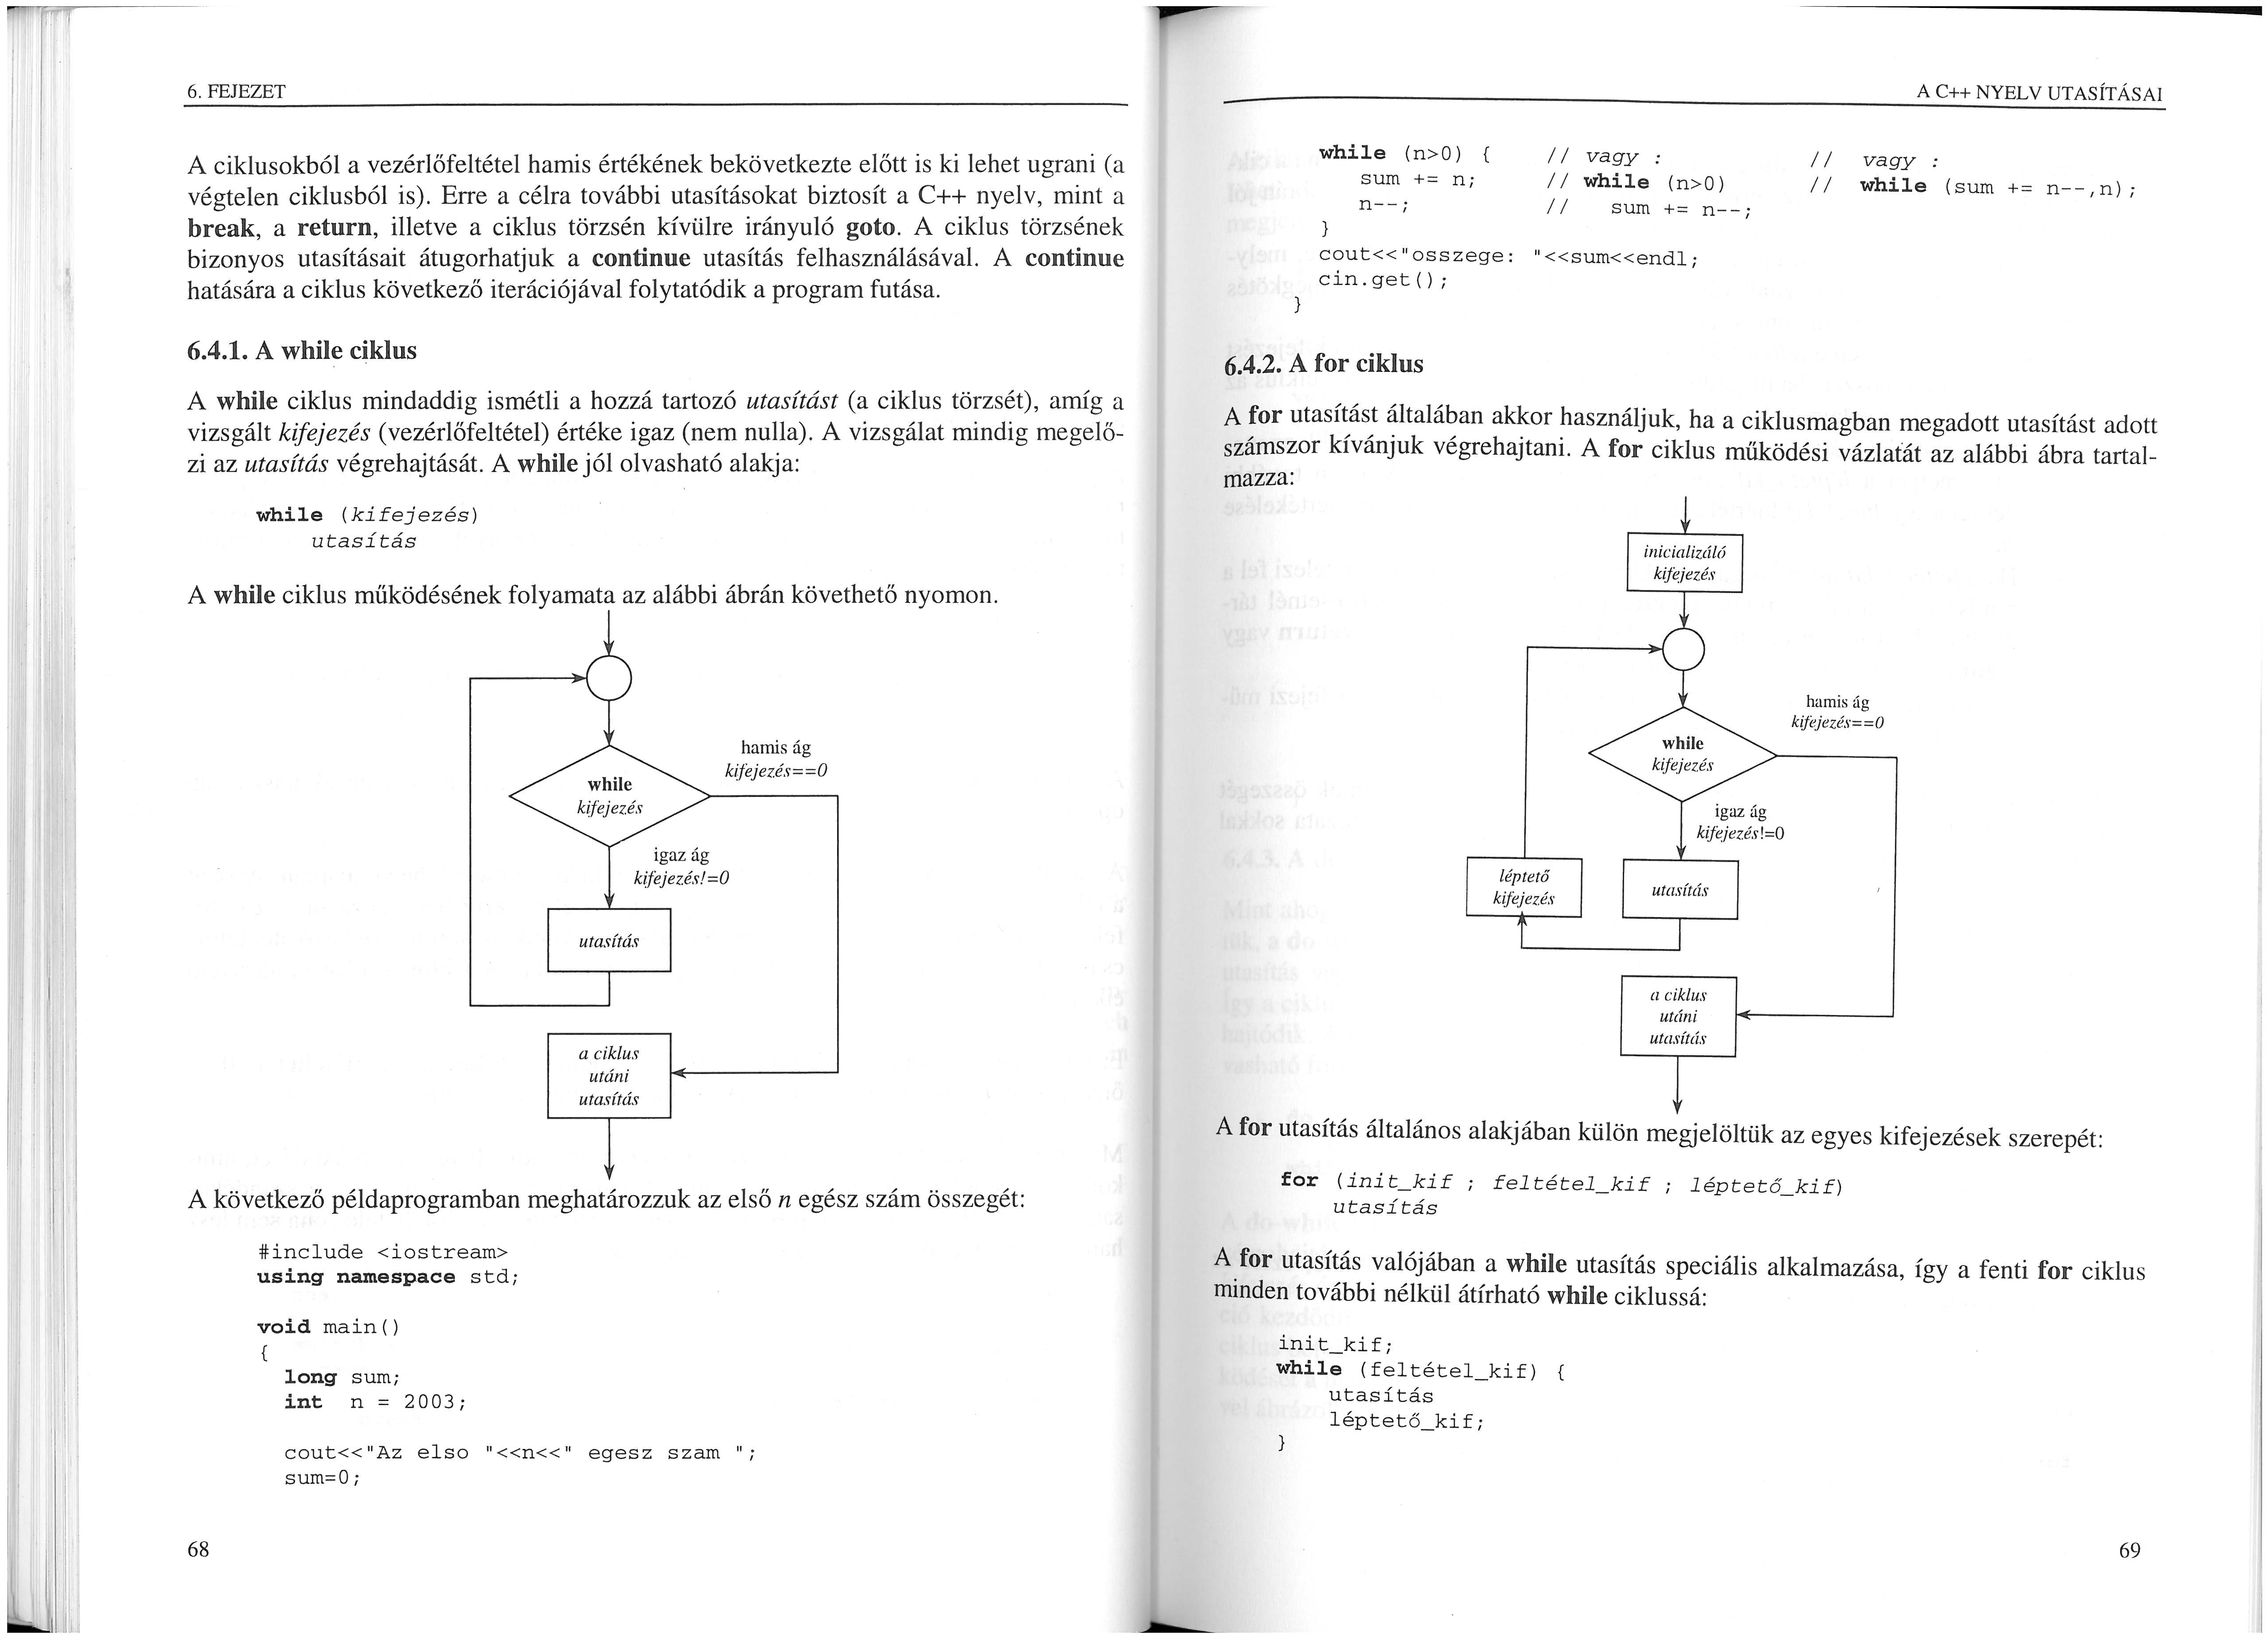 6. FEJEZET
A ciklusokból a vezérlőfeltétel hamis értékének bekövetkezte előtt is ki lehet ugrani (a
végtelen ciklusból is). Erre a célra további utasításokat biztosít a C++ nyelv, mint a
break, a return, illetve a ciklus törzsén kívülre irányuló goto. A ciklus törzsének
bizonyos utasításait átugorhatjuk a continue utasítás felhasználásával. A continue
hatására a ciklus következő iterációjával folytatódik a program futása.
6.4.1. A while ciklus
A while ciklus mindaddig ismétli a hozzá tartozó utasítást (a ciklus törzsét), amíg a
vizsgált kifejezés (vezérlőfeltétel) értéke igaz (nem nulla). A vizsgálat mindig megelő-
zi az utasítás végrehajtását. A while jól olvasható alakja:
while (kifejezés)
utasítás
A while ciklus működésének folyamata az alábbi ábrán követhető nyomon.
hamis ág
kifejezés==0
while
kifejezés
igaz ág
kifejezés!=0
utasítás
a ciklus
utáni
utasítás
A következő példaprogramban meghatározzuk az első n egész szám összegét:
#include <iostream>
using namespace std;
void main()
{
long sum;
int n = 2003;
cout<<"Az elso "<<n<<" egesz szam ";
sum=0;
68
A C++ NYELV UTASÍTÁSAI
while (n>0) { // vagy : // vagy :
sum += n; // while (n>0) // while (sum += n--,n);
n--; // sum += n--;
}
cout<<"osszege: "<<sum<<endl;
cin.get();
}
6.4.2. A for ciklus
A for utasítást általában akkor használjuk, ha a ciklusmagban megadott utasítást adott
számszor kívánjuk végrehajtani. A for ciklus működési vázlatát az alábbi ábra tartal-
mazza:
inicializáló
kifejezés
hamis ág
kifejezés==0
while
kifejezés
igaz ág
kifejezés!=0
léptető
kifejezés
utasítás
a ciklus
utáni
utasítás
A for utasítás általános alakjában külön megjelöltük az egyes kifejezések szerepét:
for (init_kif ; feltétel_kif ; léptető_kif)
utasítás
A for utasítás valójában a while utasítás speciális alkalmazása, így a fenti for ciklus
minden további nélkül átírható while ciklussá:
init_kif;
while (feltétel_kif) {
utasítás
léptető_kif;
}
69